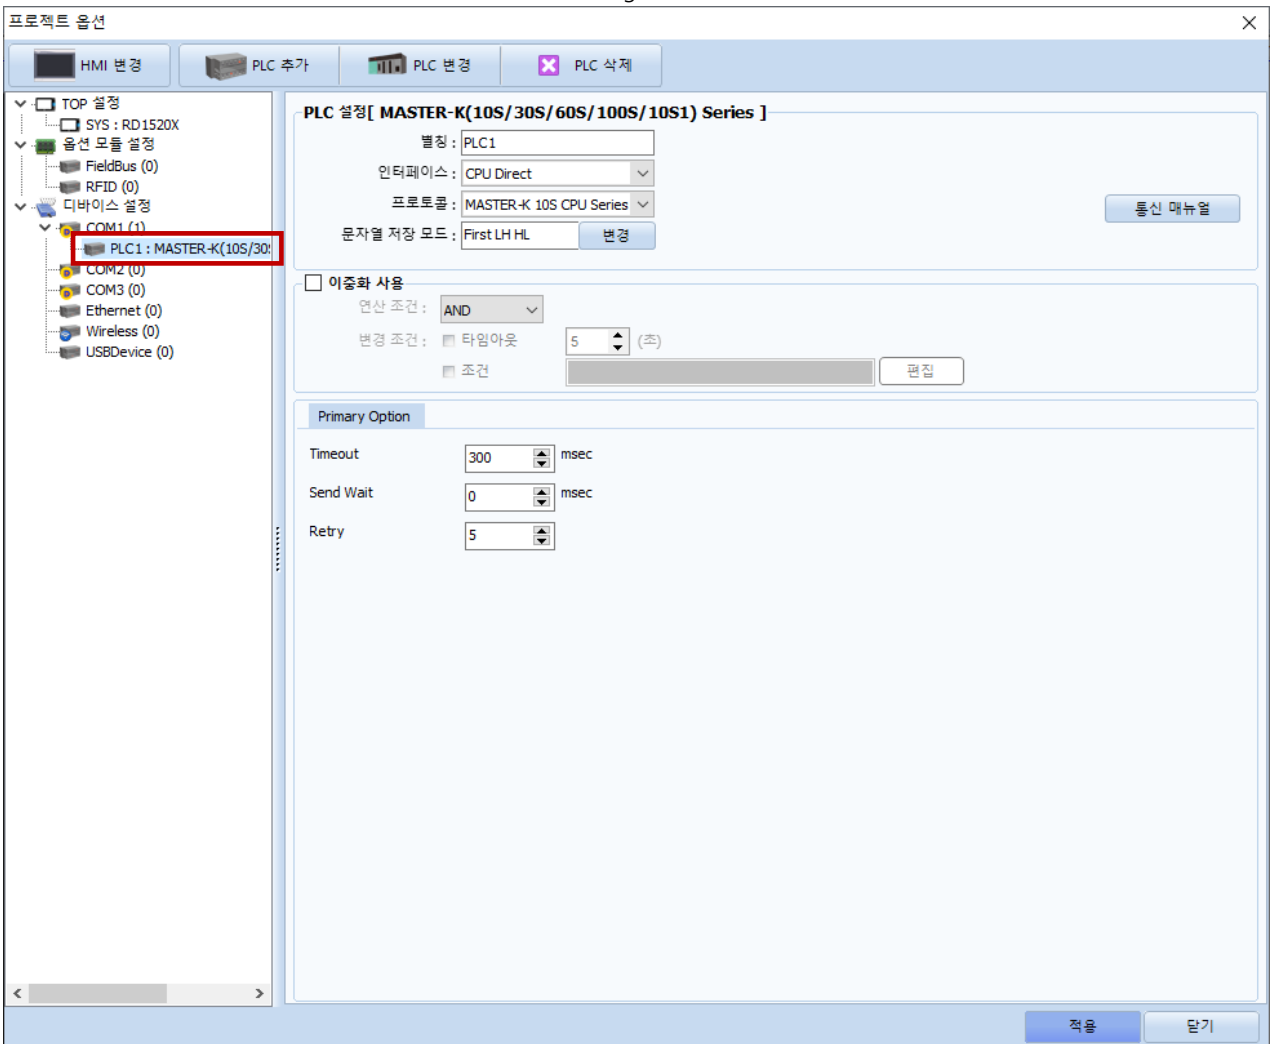 프로젝트 옵션
HMI 변경
PLC 추가
PLC 변경
PLC 삭제
TOP 설정
SYS : RD1520X
옵션 모듈 설정
FieldBus (0)
RFID (0)
디바이스 설정
COM1 (1)
PLC1 : MASTER-K(10S/30
COM2 (0)
COM3 (0)
Ethernet (0)
Wireless (0)
USBDevice (0)
PLC 설정[ MASTER-K(10S/30S/60S/100S/10S1) Series ]
별칭 : PLC1
인터페이스 : CPU Direct
프로토콜 : MASTER-K 10S CPU Series
통신 매뉴얼
문자열 저장 모드 : First LH HL 변경
이중화 사용
연산 조건 : AND
변경 조건 : 타임아웃 5 (초)
조건 편집
Primary Option
Timeout 300 msec
Send Wait 0 msec
Retry 5
적용 닫기